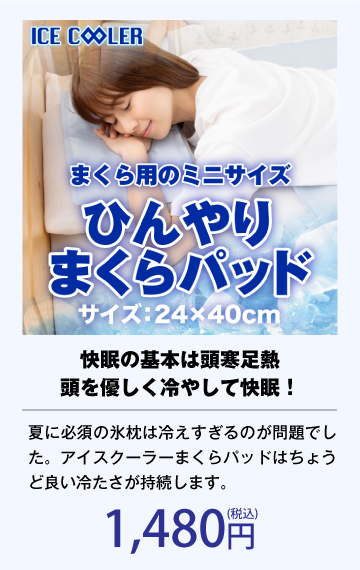 ICE COOLER
まくら用のミニサイズ
ひんやり
まくらパッド
サイズ：24×40cm
快眠の基本は頭寒足熱
頭を優しく冷やして快眠！
夏に必須の氷枕は冷えすぎるのが問題でし
た。アイスクーラーまくらパッドはちょう
ど良い冷たさが持続します。
1,480円(税込)